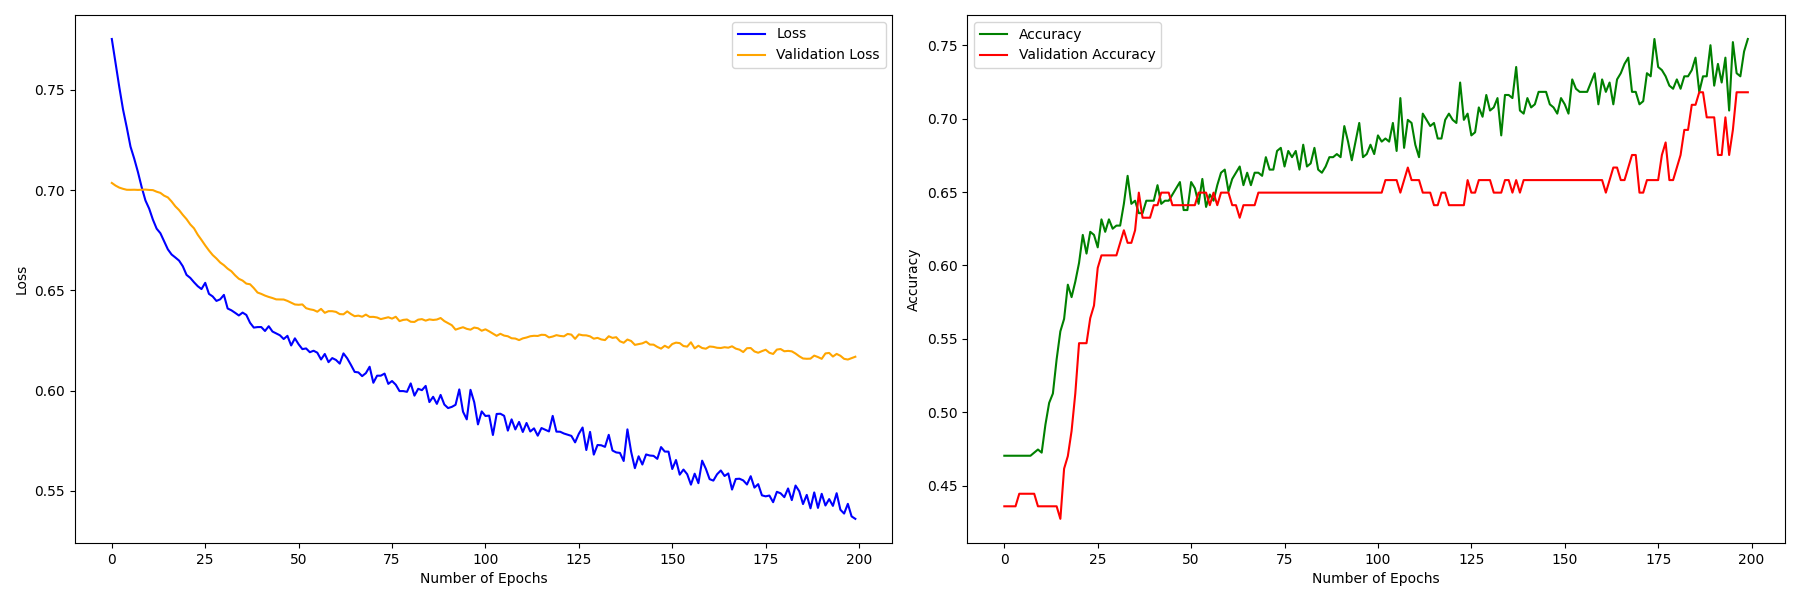 Loss
Validation Loss
0.75
0.70
0.65
0.60
0.55
Loss
0 25 50 75 100 125 150 175 200
Number of Epochs
Accuracy
Validation Accuracy
0.75
0.70
0.65
0.60
0.55
0.50
0.45
Accuracy
0 25 50 75 100 125 150 175 200
Number of Epochs